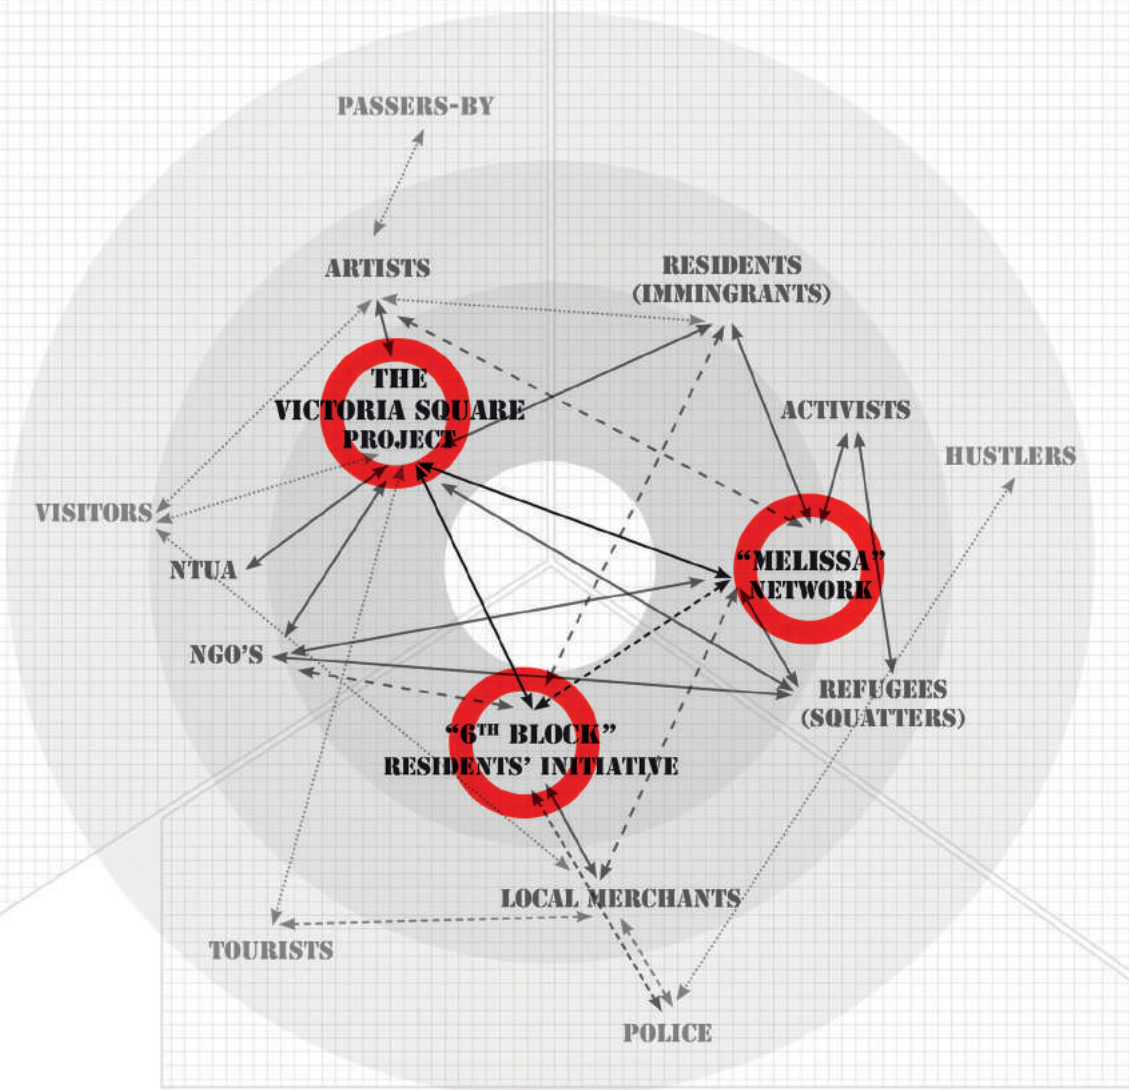 PASSERS-BY
ARTISTS
RESIDENTS
(IMMINGRANTS)
THE
VICTORIA SQUARE
PROJECT
ACTIVISTS
HUSTLERS
VISITORS
NTUA
“MELISSA”
NETWORK
NGO'S
REFUGEES
(SQUATTERS)
“6TH BLOCK”
RESIDENTS’ INITIATIVE
LOCAL MERCHANTS
TOURISTS
POLICE